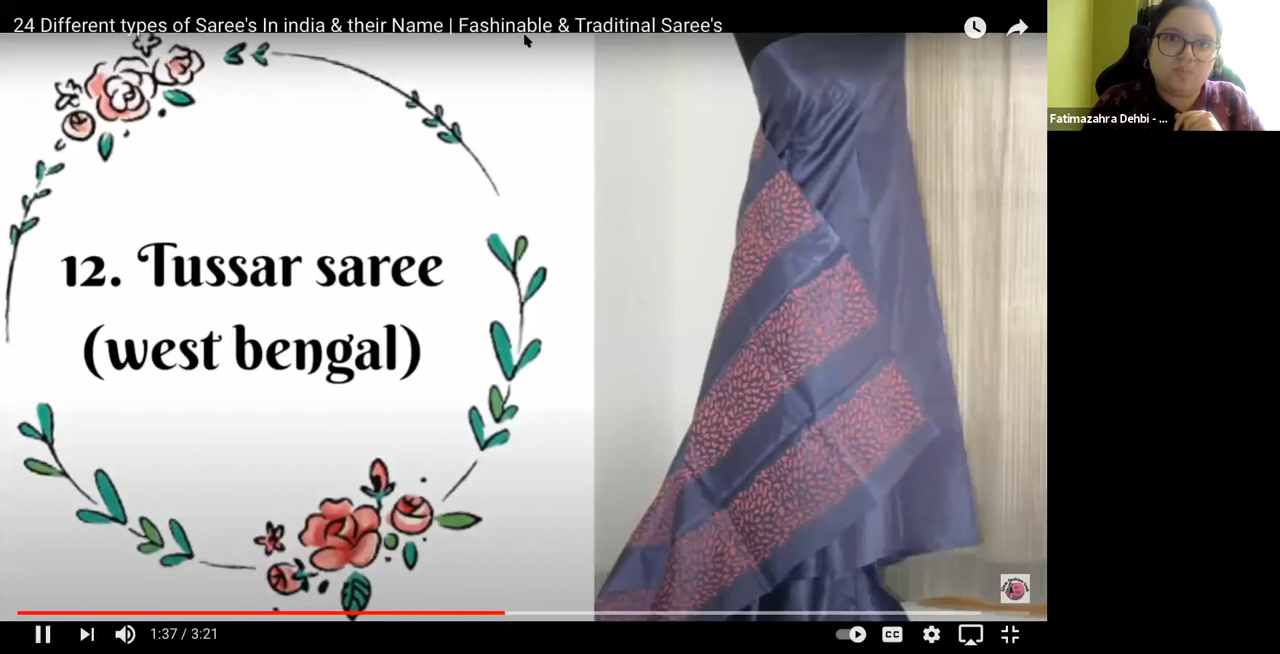 24 Different types of Saree's In india & their Name | Fashinable & Traditinal Saree's
Fatimazahra Dehbi - ...
12. Tussar saree
(west bengal)
1:37 / 3:21
CC